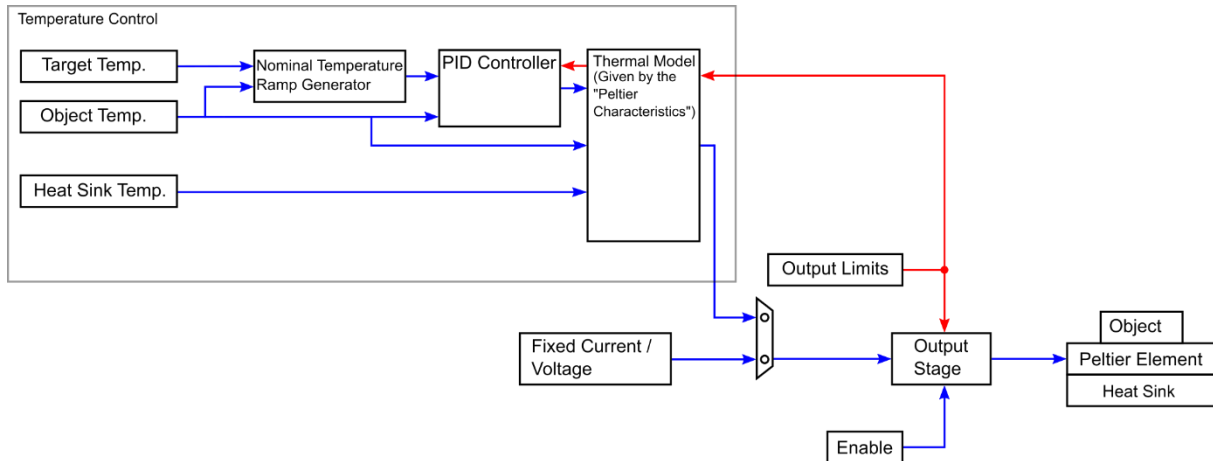 Temperature Control
Target Temp.
Nominal Temperature
Ramp Generator
PID Controller
Thermal Model
(Given by the
"Peltier
Characteristics")
Object Temp.
Heat Sink Temp.
Output Limits
Fixed Current /
Voltage
Output
Stage
Object
Peltier Element
Heat Sink
Enable